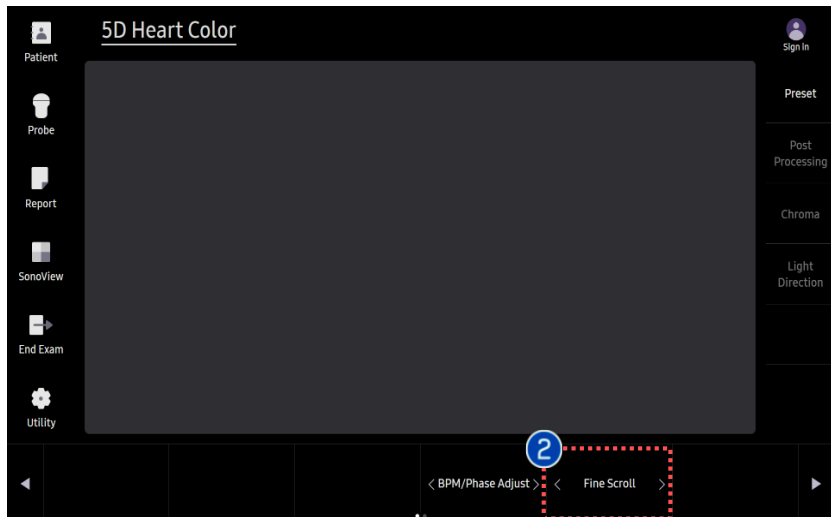 5D Heart Color
Patient
Probe
Report
SonoView
End Exam
Utility
Sign In
Preset
Post
Processing
Chroma
Light
Direction
2
< BPM/Phase Adjust >
< Fine Scroll >